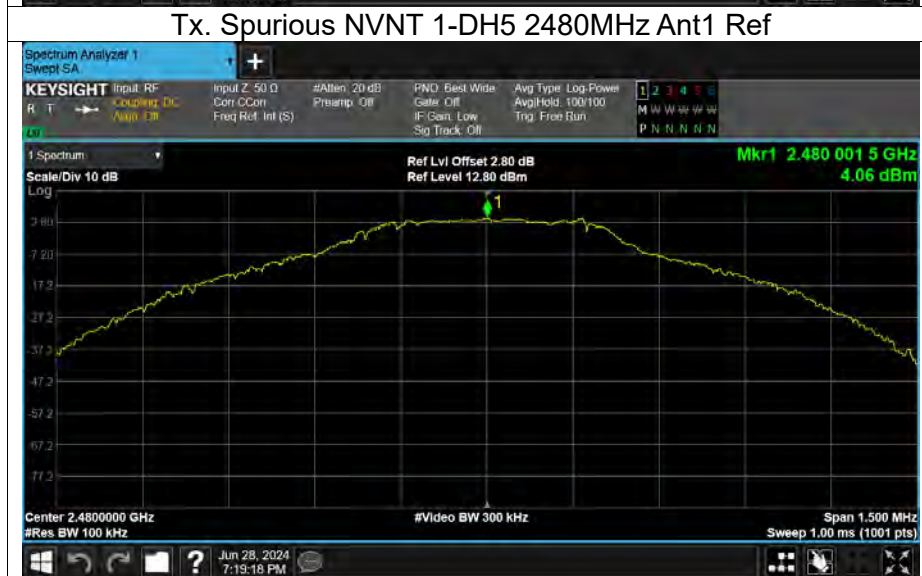 Tx. Spurious NVNT 1-DH5 2480MHz Ant1 Ref
Spectrum Analyzer 1
Swept SA
+
KEYSIGHT Input: RF Input Z: 50 Ω #Atten: 20 dB PNO: Best Wide Avg Type: Log-Power 1 2 3 4 5 6
R T Coupling: DC Corr CCorr Preamp: Off Gate: Off Avg|Hold: 100/100 M W W W W W
Align: Off Freq Ref: Int (S) IF Gain: Low Trig: Free Run
Sig Track: Off P N N N N N
LXI
1 Spectrum Ref Lvl Offset 2.80 dB Mkr1 2.480 001 5 GHz
Scale/Div 10 dB Ref Level 12.80 dBm 4.06 dBm
Log
1
2.80
-7.20
-17.2
-27.2
-37.2
-47.2
-57.2
-67.2
-77.2
Center 2.4800000 GHz #Video BW 300 kHz Span 1.500 MHz
#Res BW 100 kHz Sweep 1.00 ms (1001 pts)
? Jun 28, 2024
7:19:18 PM